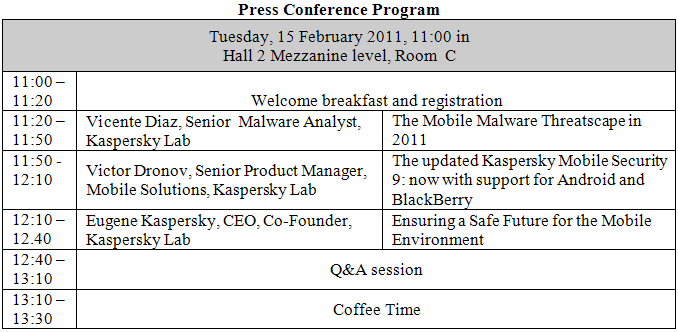 Press Conference Program
Tuesday, 15 February 2011, 11:00 in
Hall 2 Mezzanine level, Room  C
11:00 –
11:20
Welcome breakfast and registration
11:20 –
11:50
Vicente Diaz, Senior  Malware Analyst,
Kaspersky Lab
The Mobile Malware Threatscape in
2011
11:50 -
12:10
Victor Dronov, Senior Product Manager,
Mobile Solutions, Kaspersky Lab
The updated Kaspersky Mobile Security
9: now with support for Android and
BlackBerry
12:10 –
12.40
Eugene Kaspersky, CEO, Co-Founder,
Kaspersky Lab
Ensuring a Safe Future for the Mobile
Environment
12:40 –
13:10
Q&A session
13:10 –
13:30
Coffee Time